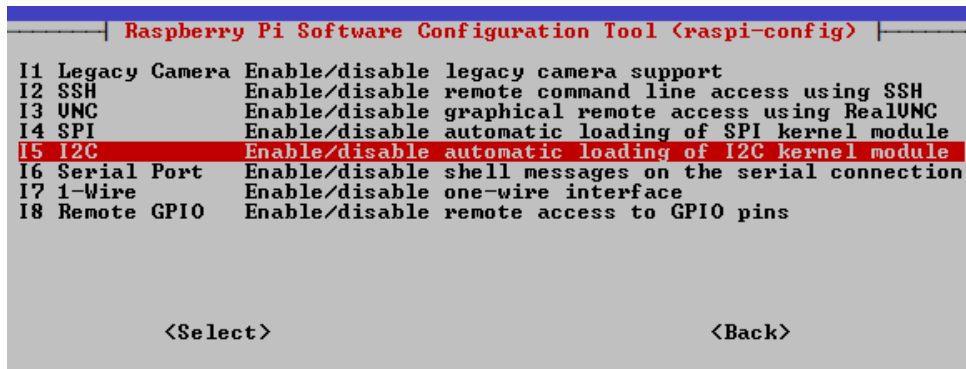 Raspberry Pi Software Configuration Tool (raspi-config)
I1 Legacy Camera Enable/disable legacy camera support
I2 SSH Enable/disable remote command line access using SSH
I3 VNC Enable/disable graphical remote access using RealVNC
I4 SPI Enable/disable automatic loading of SPI kernel module
I5 I2C Enable/disable automatic loading of I2C kernel module
I6 Serial Port Enable/disable shell messages on the serial connection
I7 1-Wire Enable/disable one-wire interface
I8 Remote GPIO Enable/disable remote access to GPIO pins
<Select> <Back>